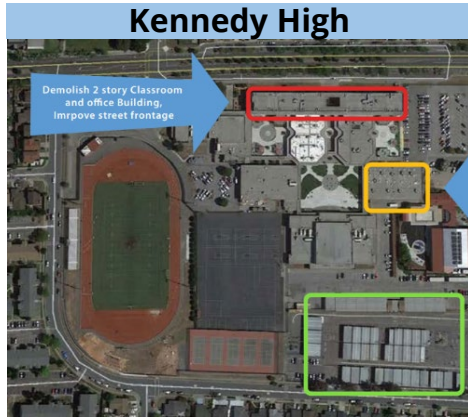 Kennedy High
Demolish 2 story Classroom
and office Building,
Imrpove street frontage